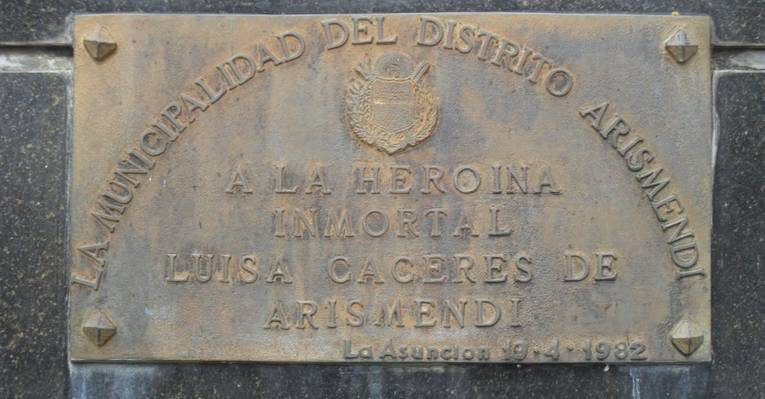 LA MUNICIPALIDAD DEL DISTRITO ARISMENDI
A LA HEROINA
INMORTAL
LUISA CACERES DE
ARISMENDI
La Asuncion 19·4·1982